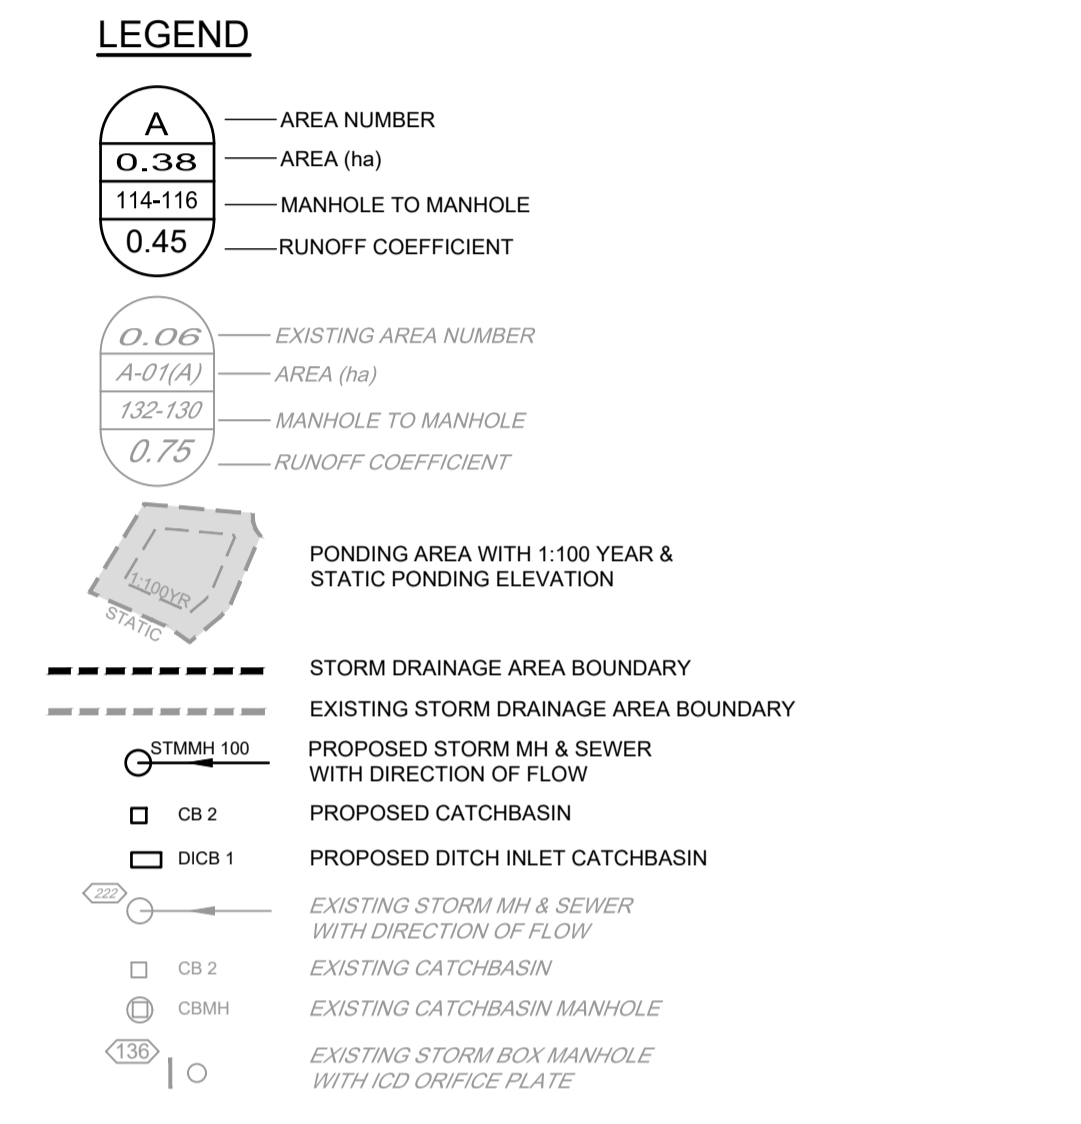 LEGEND
A
AREA NUMBER
0.38
AREA (ha)
114-116
MANHOLE TO MANHOLE
0.45
RUNOFF COEFFICIENT
0.06
EXISTING AREA NUMBER
A-01(A)
AREA (ha)
132-130
MANHOLE TO MANHOLE
0.75
RUNOFF COEFFICIENT
1:100YR
STATIC
PONDING AREA WITH 1:100 YEAR &
STATIC PONDING ELEVATION
STORM DRAINAGE AREA BOUNDARY
EXISTING STORM DRAINAGE AREA BOUNDARY
STMMH 100
PROPOSED STORM MH & SEWER
WITH DIRECTION OF FLOW
CB 2
PROPOSED CATCHBASIN
DICB 1
PROPOSED DITCH INLET CATCHBASIN
222
EXISTING STORM MH & SEWER
WITH DIRECTION OF FLOW
CB 2
EXISTING CATCHBASIN
CBMH
EXISTING CATCHBASIN MANHOLE
136
EXISTING STORM BOX MANHOLE
WITH ICD ORIFICE PLATE